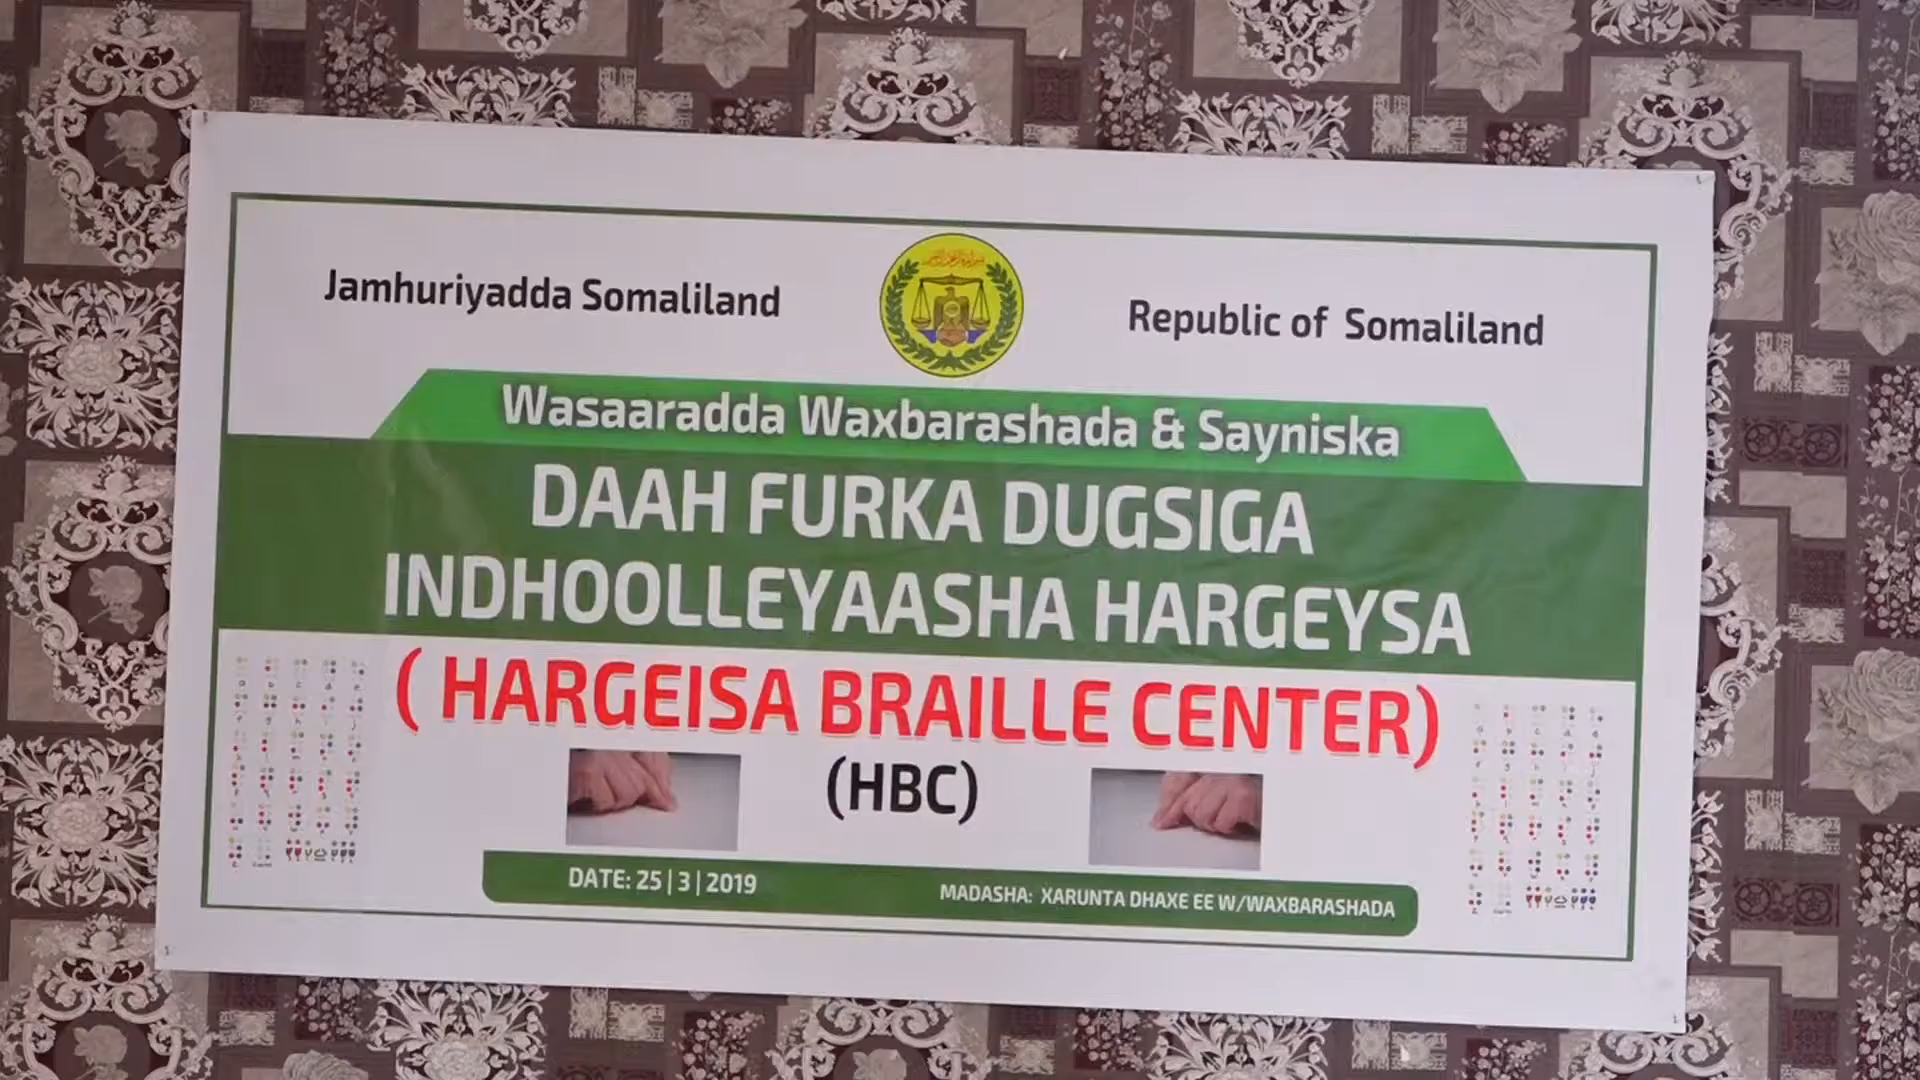 Jamhuriyadda Somaliland
Republic of Somaliland
Wasaaradda Waxbarashada & Sayniska
DAAH FURKA DUGSIGA
INDHOOLLEYAASHA HARGEYSA
( HARGEISA BRAILLE CENTER)
(HBC)
DATE: 25 | 3 | 2019
MADASHA: XARUNTA DHAXE EE W/WAXBARASHADA